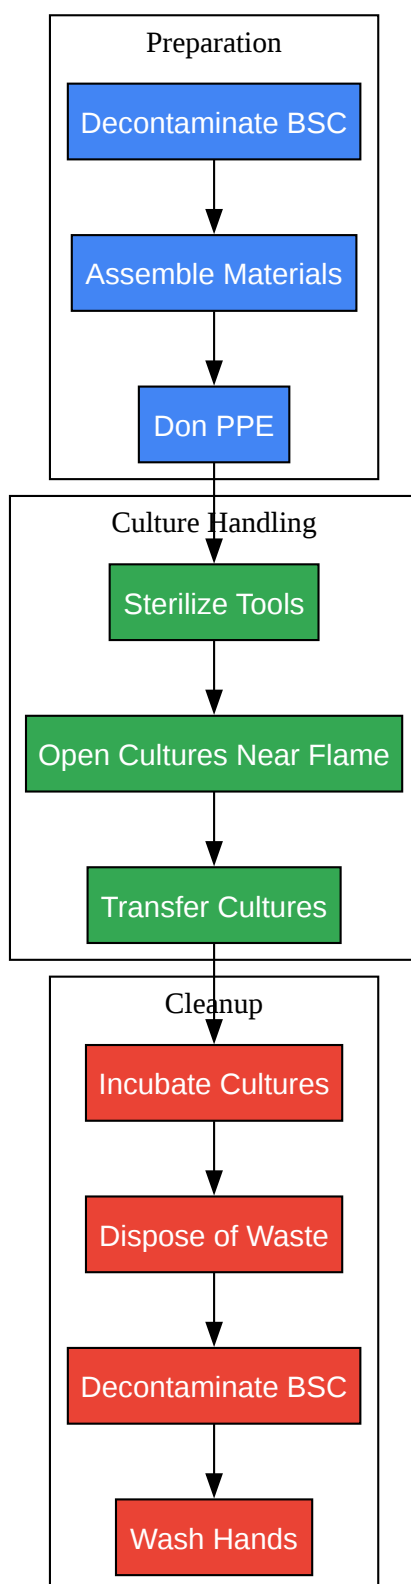 Preparation
Decontaminate BSC
Assemble Materials
Don PPE
Culture Handling
Sterilize Tools
Open Cultures Near Flame
Transfer Cultures
Cleanup
Incubate Cultures
Dispose of Waste
Decontaminate BSC
Wash Hands